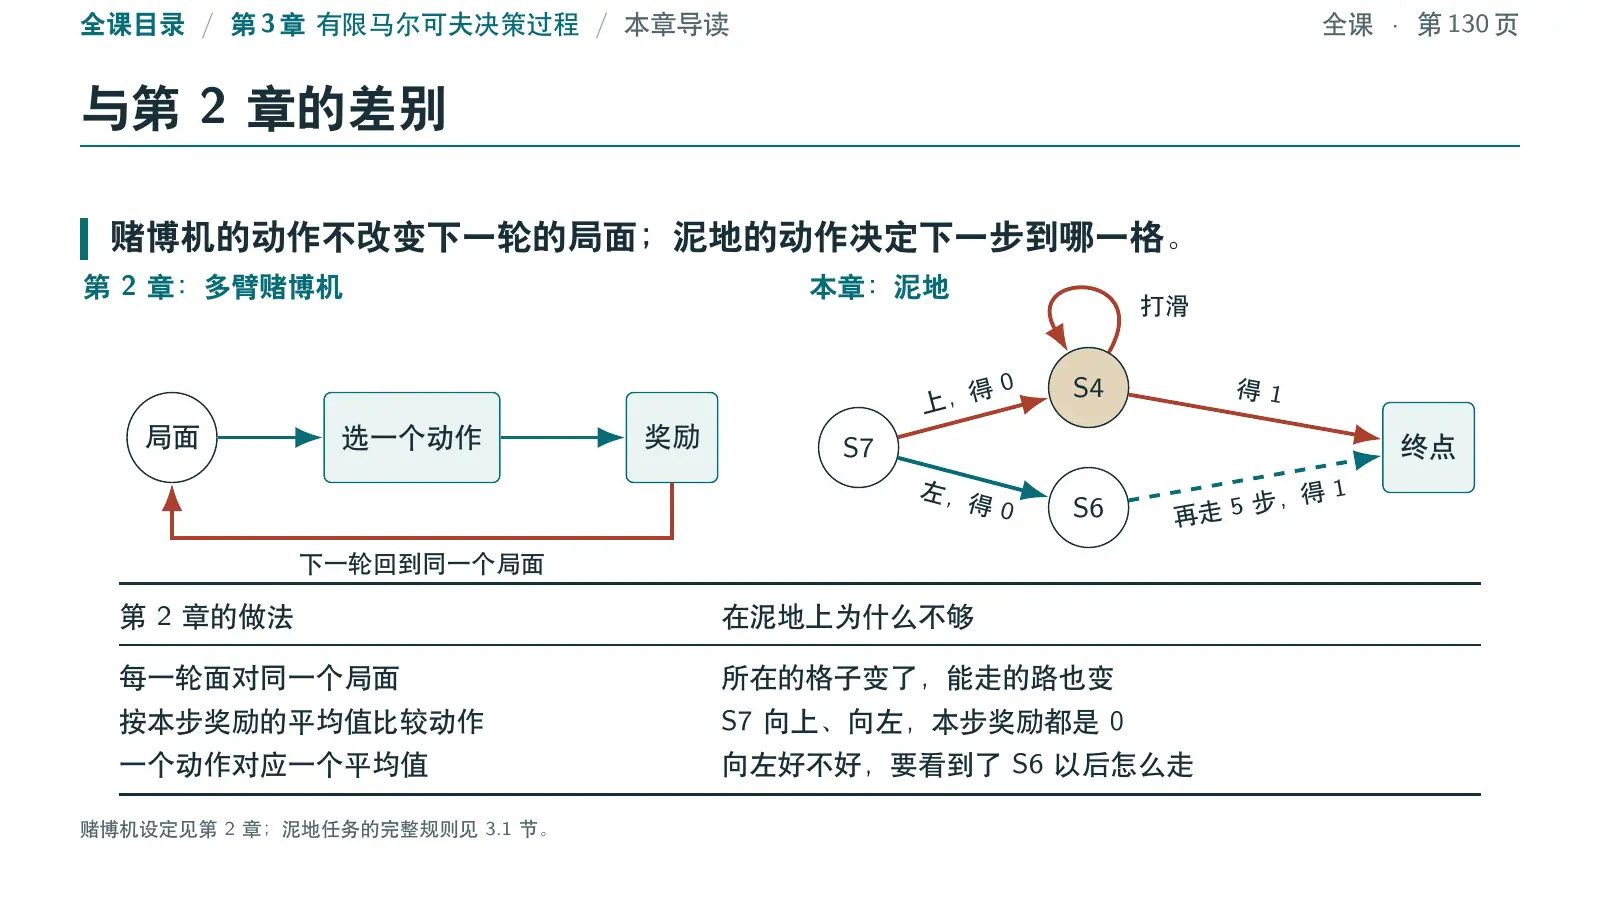 全课目录 / 第3章 有限马尔可夫决策过程 / 本章导读
全课 · 第130页
与第 2 章的差别
赌博机的动作不改变下一轮的局面；泥地的动作决定下一步到哪一格。
第 2 章：多臂赌博机
局面
选一个动作
奖励
下一轮回到同一个局面
本章：泥地
打滑
上，得 0
S4
得 1
S7
终点
左，得 0
S6
再走 5 步，得 1
第 2 章的做法 在泥地上为什么不够
每一轮面对同一个局面 所在的格子变了，能走的路也变
按本步奖励的平均值比较动作 S7 向上、向左，本步奖励都是 0
一个动作对应一个平均值 向左好不好，要看到了 S6 以后怎么走
赌博机设定见第 2 章；泥地任务的完整规则见 3.1 节。